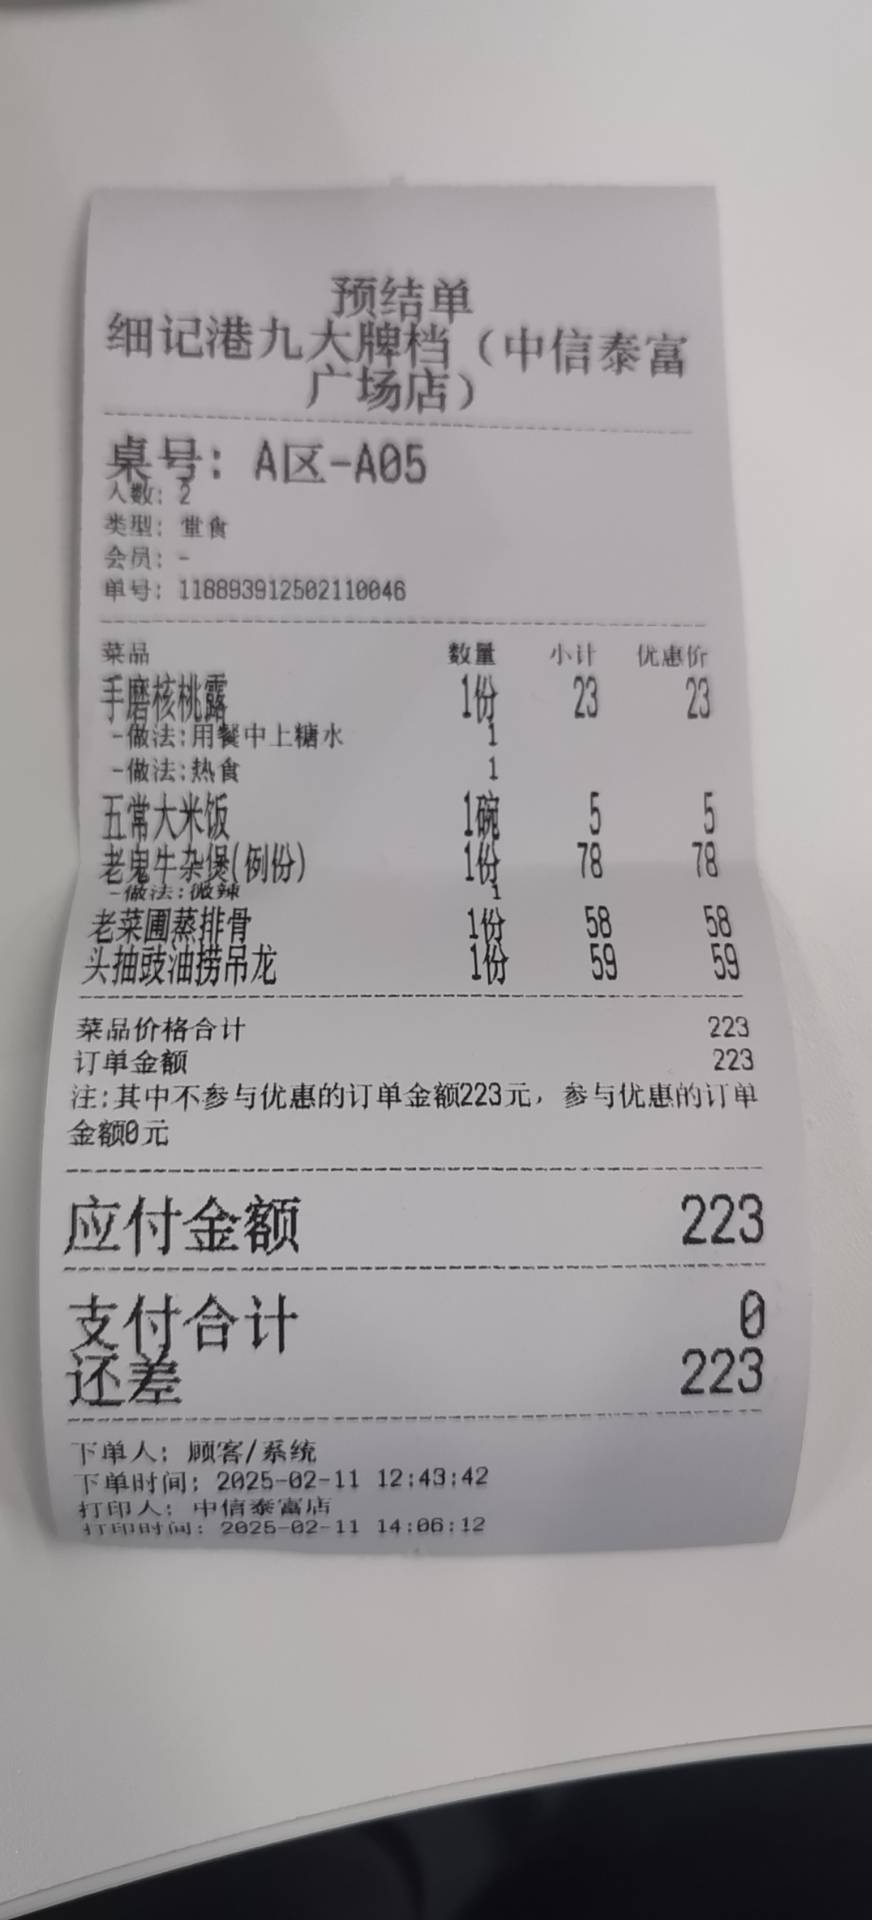 预结单
细记港九大牌档（中信泰富
广场店）
桌号: A区-A05
人数: 2
类型: 堂食
会员: -
单号: 118893912502110046
菜品 数量 小计 优惠价
手磨核桃露 1份 23 23
-做法:用餐中上糖水 1
-做法:热食 1
五常大米饭 1碗 5 5
老鬼牛杂煲(例份) 1份 78 78
-做法:微辣 1
老菜圃蒸排骨 1份 58 58
头抽豉油捞吊龙 1份 59 59
菜品价格合计 223
订单金额 223
注:其中不参与优惠的订单金额223元，参与优惠的订单
金额0元
应付金额 223
支付合计 0
还差 223
下单人: 顾客/系统
下单时间: 2025-02-11 12:43:42
打印人: 中信泰富店
打印时间: 2025-02-11 14:06:12